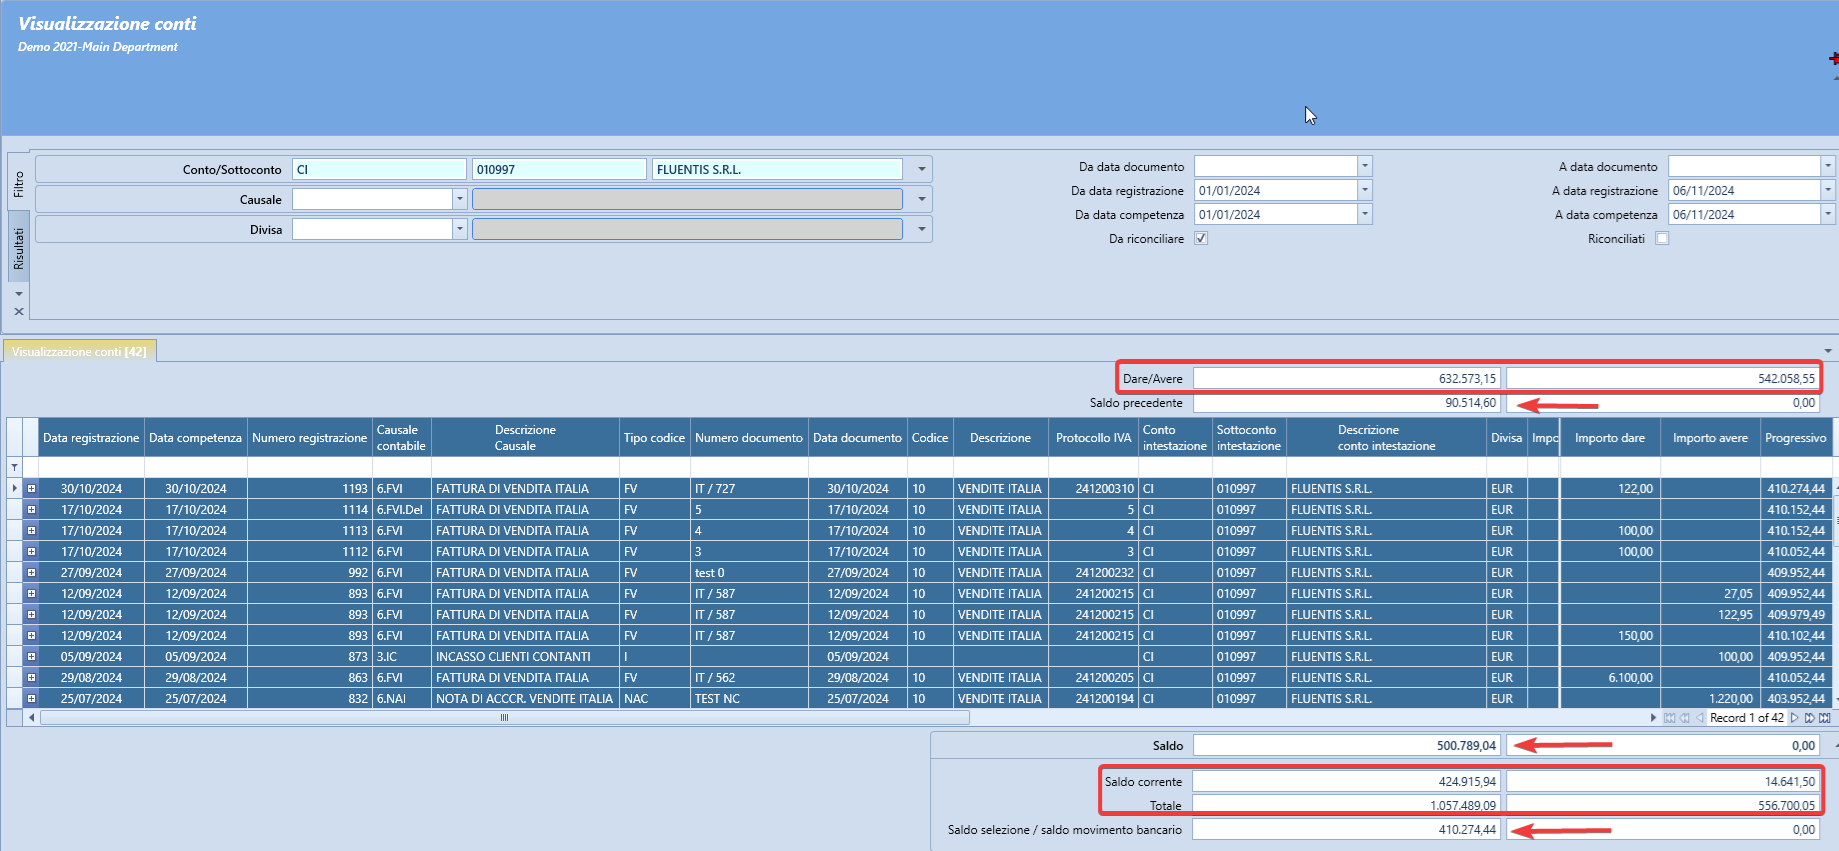 Visualizzazione conti
Demo 2021-Main Department
Filtro
Risultati
Conto/Sottoconto CI 010997 FLUENTIS S.R.L.
Causale
Divisa
Da data documento A data documento
Da data registrazione 01/01/2024 A data registrazione 06/11/2024
Da data competenza 01/01/2024 A data competenza 06/11/2024
Da riconciliare Riconciliati
Visualizzazione conti [42]
Dare/Avere 632.573,15 542.058,55
Saldo precedente 90.514,60 0,00
Data registrazione Data competenza Numero registrazione Causale contabile Descrizione Causale Tipo codice Numero documento Data documento Codice Descrizione Protocollo IVA Conto intestazione Sottoconto intestazione Descrizione conto intestazione Divisa Impo Importo dare Importo avere Progressivo
30/10/2024 30/10/2024 1193 6.FVI FATTURA DI VENDITA ITALIA FV IT / 727 30/10/2024 10 VENDITE ITALIA 241200310 CI 010997 FLUENTIS S.R.L. EUR 122,00 410.274,44
17/10/2024 17/10/2024 1114 6.FVI.Del FATTURA DI VENDITA ITALIA FV 5 17/10/2024 10 VENDITE ITALIA 5 CI 010997 FLUENTIS S.R.L. EUR 410.152,44
17/10/2024 17/10/2024 1113 6.FVI FATTURA DI VENDITA ITALIA FV 4 17/10/2024 10 VENDITE ITALIA 4 CI 010997 FLUENTIS S.R.L. EUR 100,00 410.152,44
17/10/2024 17/10/2024 1112 6.FVI FATTURA DI VENDITA ITALIA FV 3 17/10/2024 10 VENDITE ITALIA 3 CI 010997 FLUENTIS S.R.L. EUR 100,00 410.052,44
27/09/2024 27/09/2024 992 6.FVI FATTURA DI VENDITA ITALIA FV test 0 27/09/2024 10 VENDITE ITALIA 241200232 CI 010997 FLUENTIS S.R.L. EUR 409.952,44
12/09/2024 12/09/2024 893 6.FVI FATTURA DI VENDITA ITALIA FV IT / 587 12/09/2024 10 VENDITE ITALIA 241200215 CI 010997 FLUENTIS S.R.L. EUR 27,05 409.952,44
12/09/2024 12/09/2024 893 6.FVI FATTURA DI VENDITA ITALIA FV IT / 587 12/09/2024 10 VENDITE ITALIA 241200215 CI 010997 FLUENTIS S.R.L. EUR 122,95 409.979,49
12/09/2024 12/09/2024 893 6.FVI FATTURA DI VENDITA ITALIA FV IT / 587 12/09/2024 10 VENDITE ITALIA 241200215 CI 010997 FLUENTIS S.R.L. EUR 150,00 410.102,44
05/09/2024 05/09/2024 873 3.IC INCASSO CLIENTI CONTANTI I 05/09/2024 CI 010997 FLUENTIS S.R.L. EUR 100,00 409.952,44
29/08/2024 29/08/2024 863 6.FVI FATTURA DI VENDITA ITALIA FV IT / 562 29/08/2024 10 VENDITE ITALIA 241200205 CI 010997 FLUENTIS S.R.L. EUR 6.100,00 410.052,44
25/07/2024 25/07/2024 832 6.NAI NOTA DI ACCCR. VENDITE ITALIA NAC TEST NC 25/07/2024 10 VENDITE ITALIA 241200194 CI 010997 FLUENTIS S.R.L. EUR 1.220,00 403.952,44
Record 1 of 42
Saldo 500.789,04 0,00
Saldo corrente 424.915,94 14.641,50
Totale 1.057.489,09 556.700,05
Saldo selezione / saldo movimento bancario 410.274,44 0,00